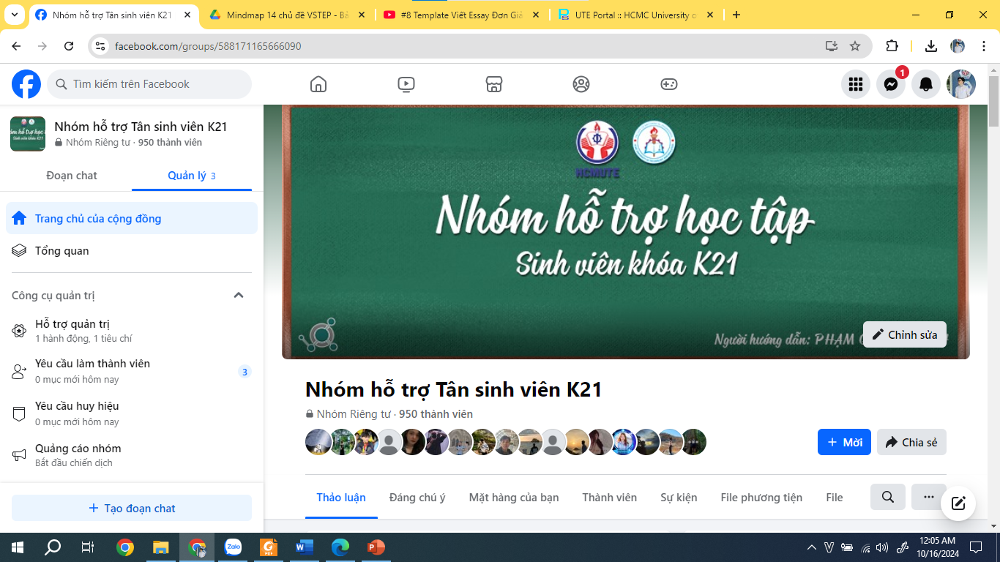 Nhóm hỗ trợ Tân sinh viên K21
Mindmap 14 chủ đề VSTEP - Bả
#8 Template Viết Essay Đơn Giả
UTE Portal :: HCMC University o
facebook.com/groups/588171165666090
Tìm kiếm trên Facebook
1
Nhóm hỗ trợ Tân sinh viên K21
Nhóm Riêng tư · 950 thành viên
Đoạn chat
Quản lý 3
Trang chủ của cộng đồng
Tổng quan
Công cụ quản trị
Hỗ trợ quản trị
1 hành động, 1 tiêu chí
Yêu cầu làm thành viên
0 mục mới hôm nay
3
Yêu cầu huy hiệu
0 mục mới hôm nay
Quảng cáo nhóm
Bắt đầu chiến dịch
+ Tạo đoạn chat
HCMUTE
Nhóm hỗ trợ học tập
Sinh viên khóa K21
Người hướng dẫn: PHẠM
Chỉnh sửa
Nhóm hỗ trợ Tân sinh viên K21
Nhóm Riêng tư · 950 thành viên
+ Mời
Chia sẻ
Thảo luận
Đáng chú ý
Mặt hàng của bạn
Thành viên
Sự kiện
File phương tiện
File
Zalo
PDF
12:05 AM
10/16/2024